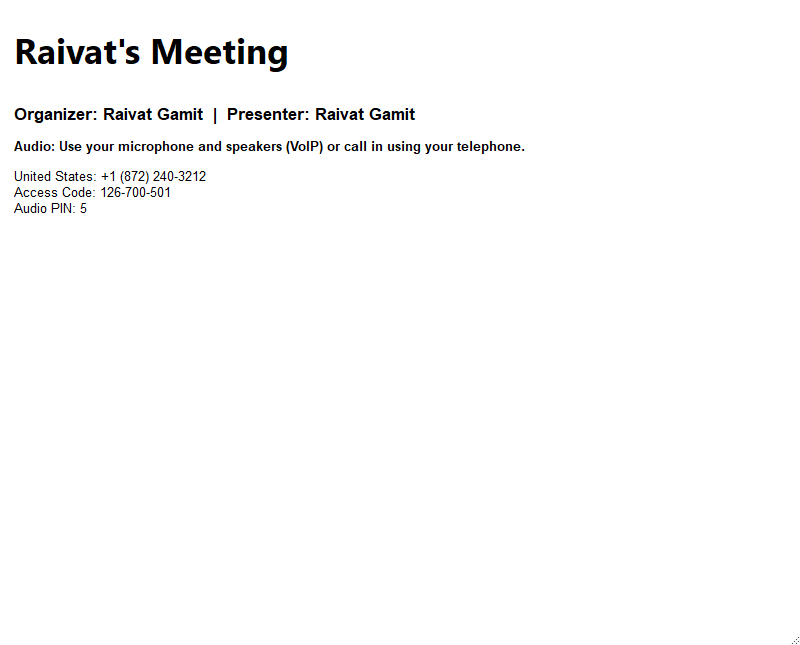 Raivat's Meeting
Organizer: Raivat Gamit | Presenter: Raivat Gamit
Audio: Use your microphone and speakers (VoIP) or call in using your telephone.
United States: +1 (872) 240-3212
Access Code: 126-700-501
Audio PIN: 5